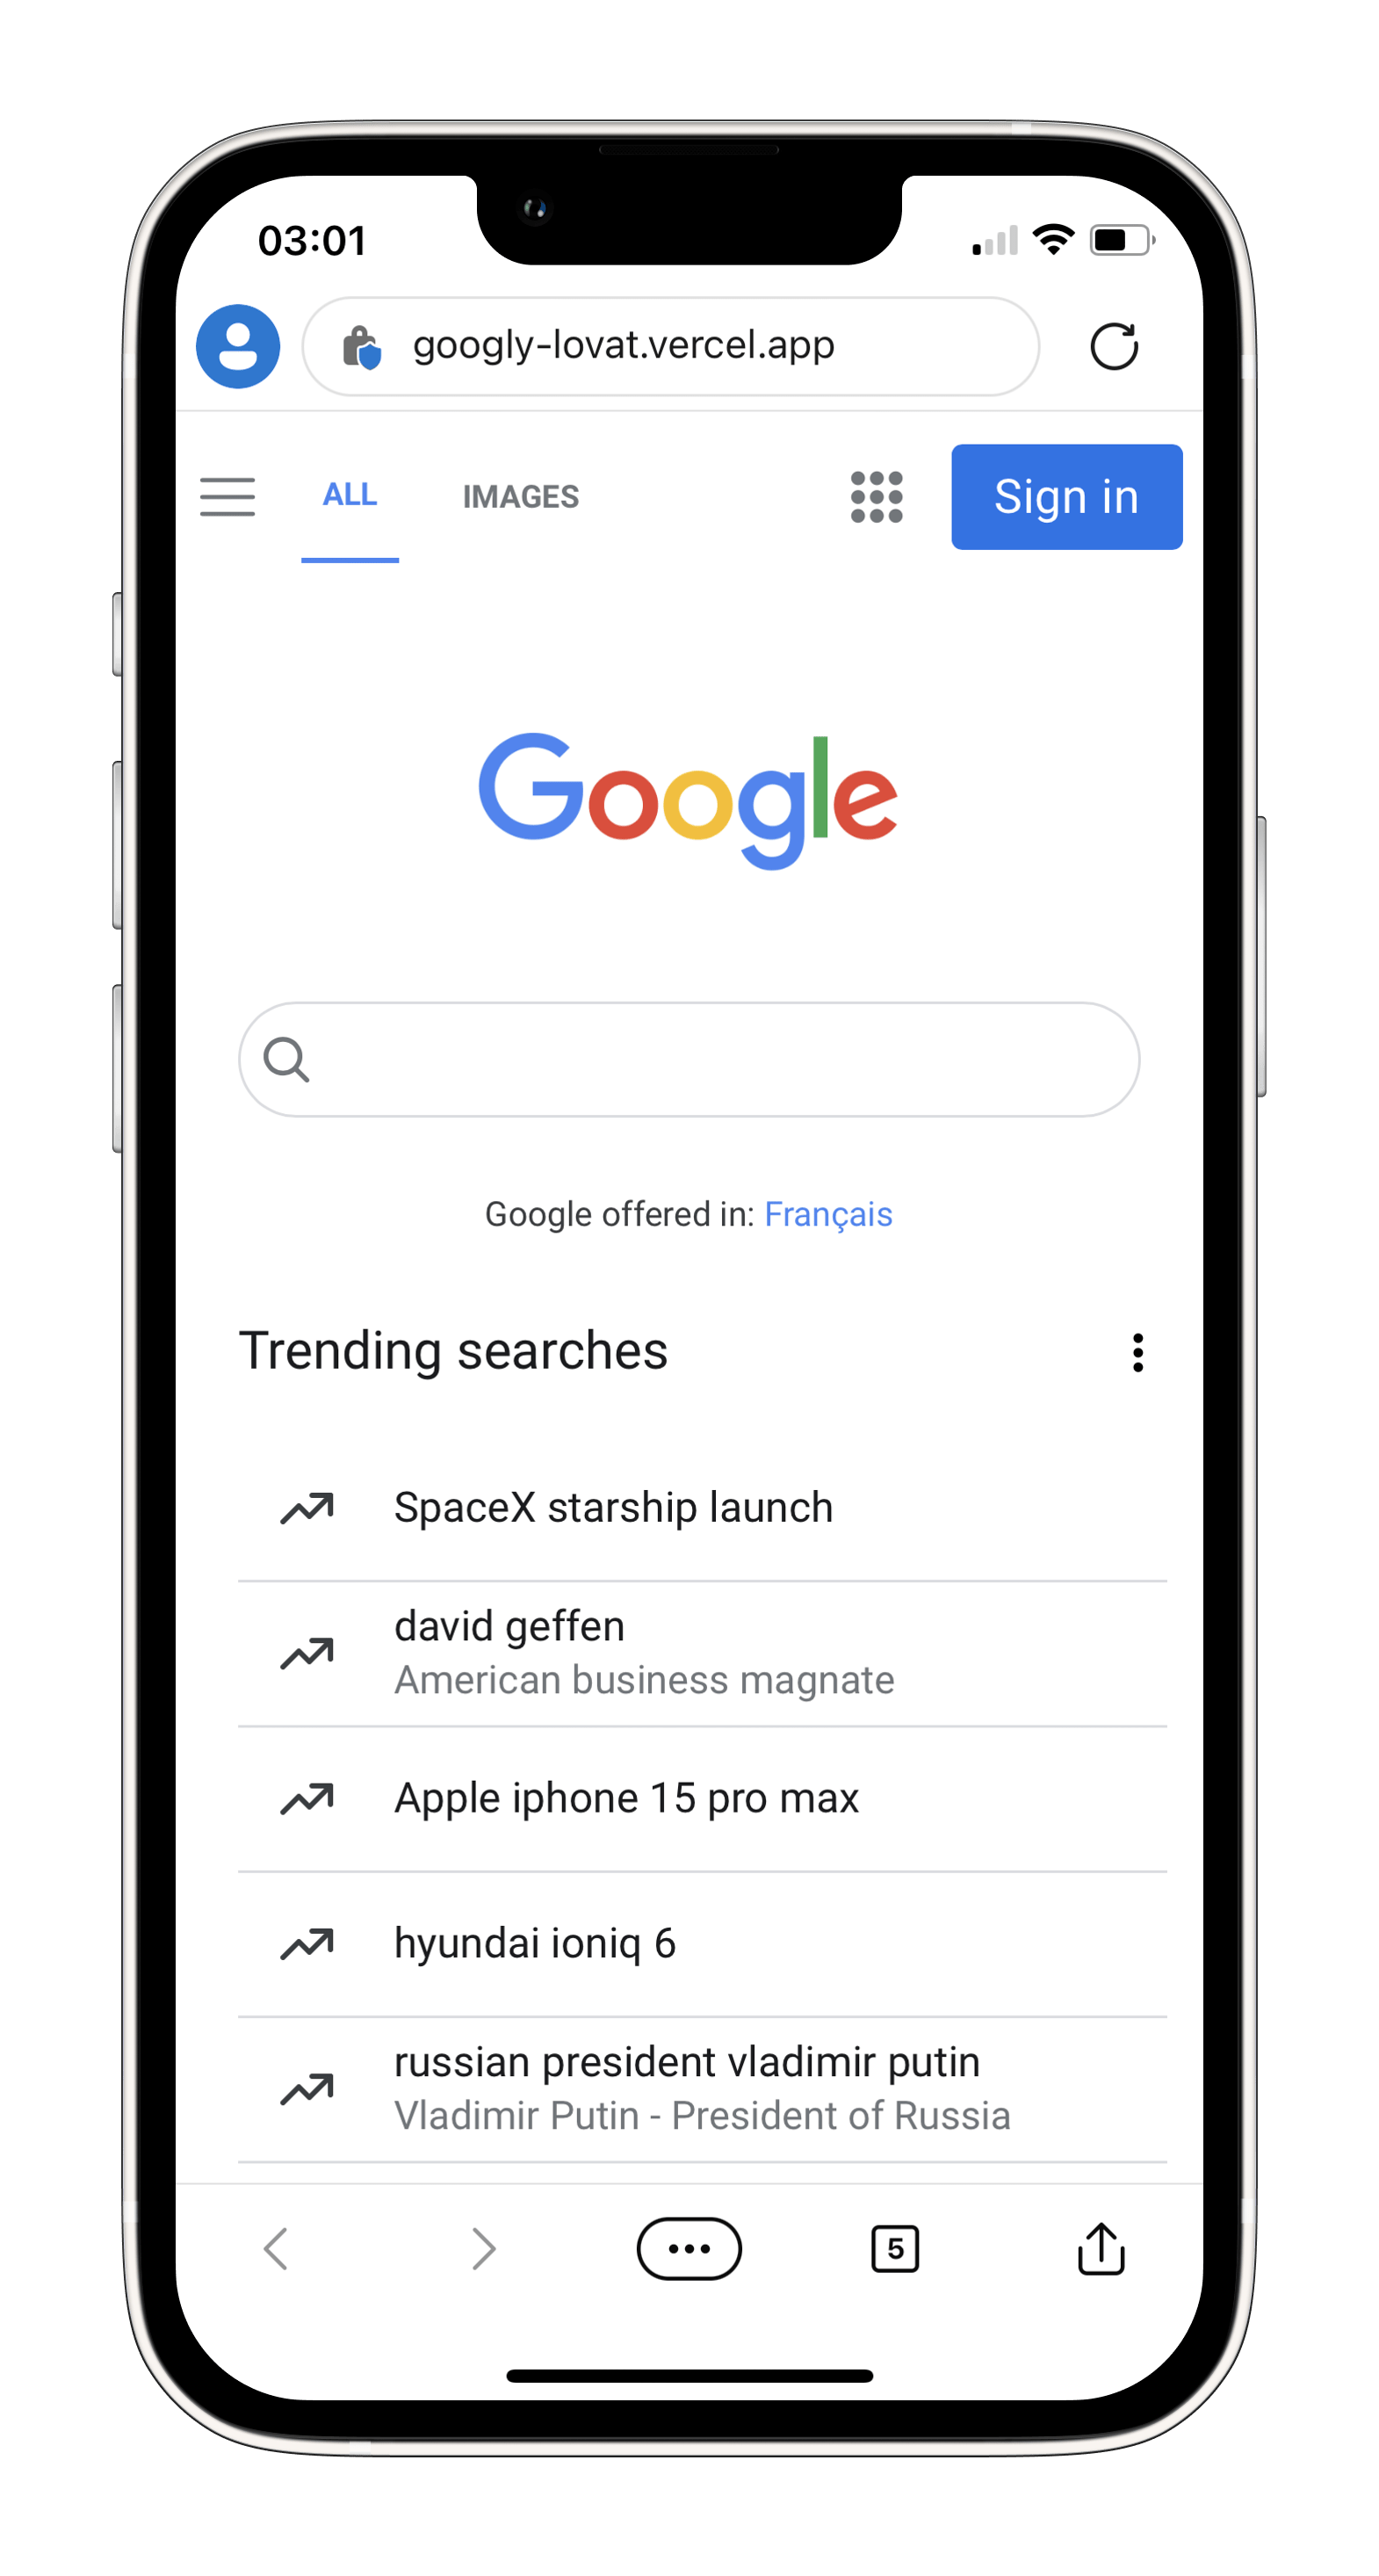 03:01
googly-lovat.vercel.app
ALL
IMAGES
Sign in
Google
Google offered in: Français
Trending searches
SpaceX starship launch
david geffen
American business magnate
Apple iphone 15 pro max
hyundai ioniq 6
russian president vladimir putin
Vladimir Putin - President of Russia
5